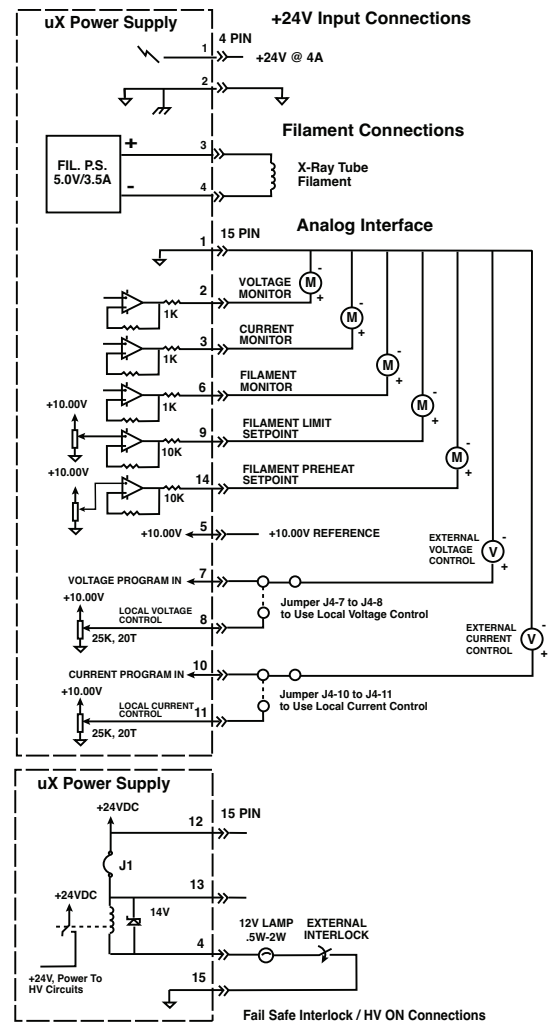 uX Power Supply
+24V Input Connections
4 PIN
1
+24V @ 4A
2
Filament Connections
+
3
FIL. P.S.
5.0V/3.5A
X-Ray Tube
Filament
-
4
Analog Interface
15 PIN
1
-
VOLTAGE
MONITOR
2
M
+
1K
-
CURRENT
MONITOR
3
M
+
1K
-
FILAMENT
MONITOR
6
M
+
1K
+10.00V
-
FILAMENT LIMIT
SETPOINT
9
M
+
10K
+10.00V
-
FILAMENT PREHEAT
SETPOINT
14
M
+
10K
+10.00V
5
+10.00V REFERENCE
-
EXTERNAL
VOLTAGE
CONTROL
V
+
VOLTAGE PROGRAM IN
7
+10.00V
LOCAL VOLTAGE
CONTROL
8
25K, 20T
Jumper J4-7 to J4-8
to Use Local Voltage Control
-
EXTERNAL
CURRENT
CONTROL
V
+
CURRENT PROGRAM IN
10
+10.00V
LOCAL CURRENT
CONTROL
11
25K, 20T
Jumper J4-10 to J4-11
to Use Local Current Control
uX Power Supply
+24VDC
15 PIN
12
J1
13
+24VDC
14V
4
12V LAMP
.5W-2W
EXTERNAL
INTERLOCK
+24V, Power To
HV Circuits
15
Fail Safe Interlock / HV ON Connections